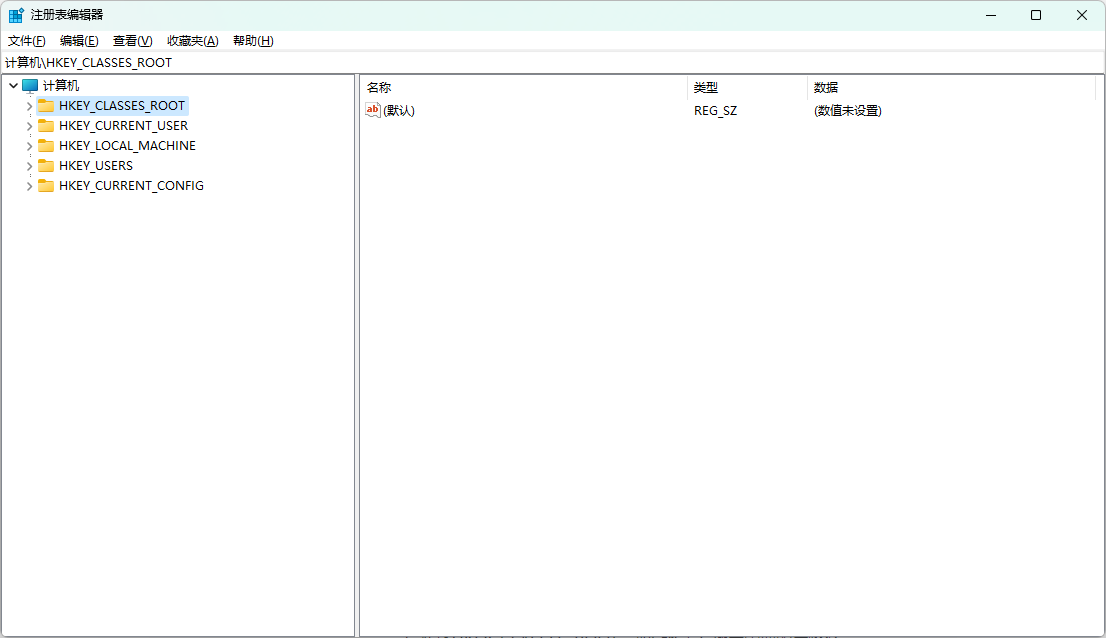 注册表编辑器
文件(F) 编辑(E) 查看(V) 收藏夹(A) 帮助(H)
计算机\HKEY_CLASSES_ROOT
计算机
HKEY_CLASSES_ROOT
HKEY_CURRENT_USER
HKEY_LOCAL_MACHINE
HKEY_USERS
HKEY_CURRENT_CONFIG
名称 类型 数据
ab (默认) REG_SZ (数值未设置)